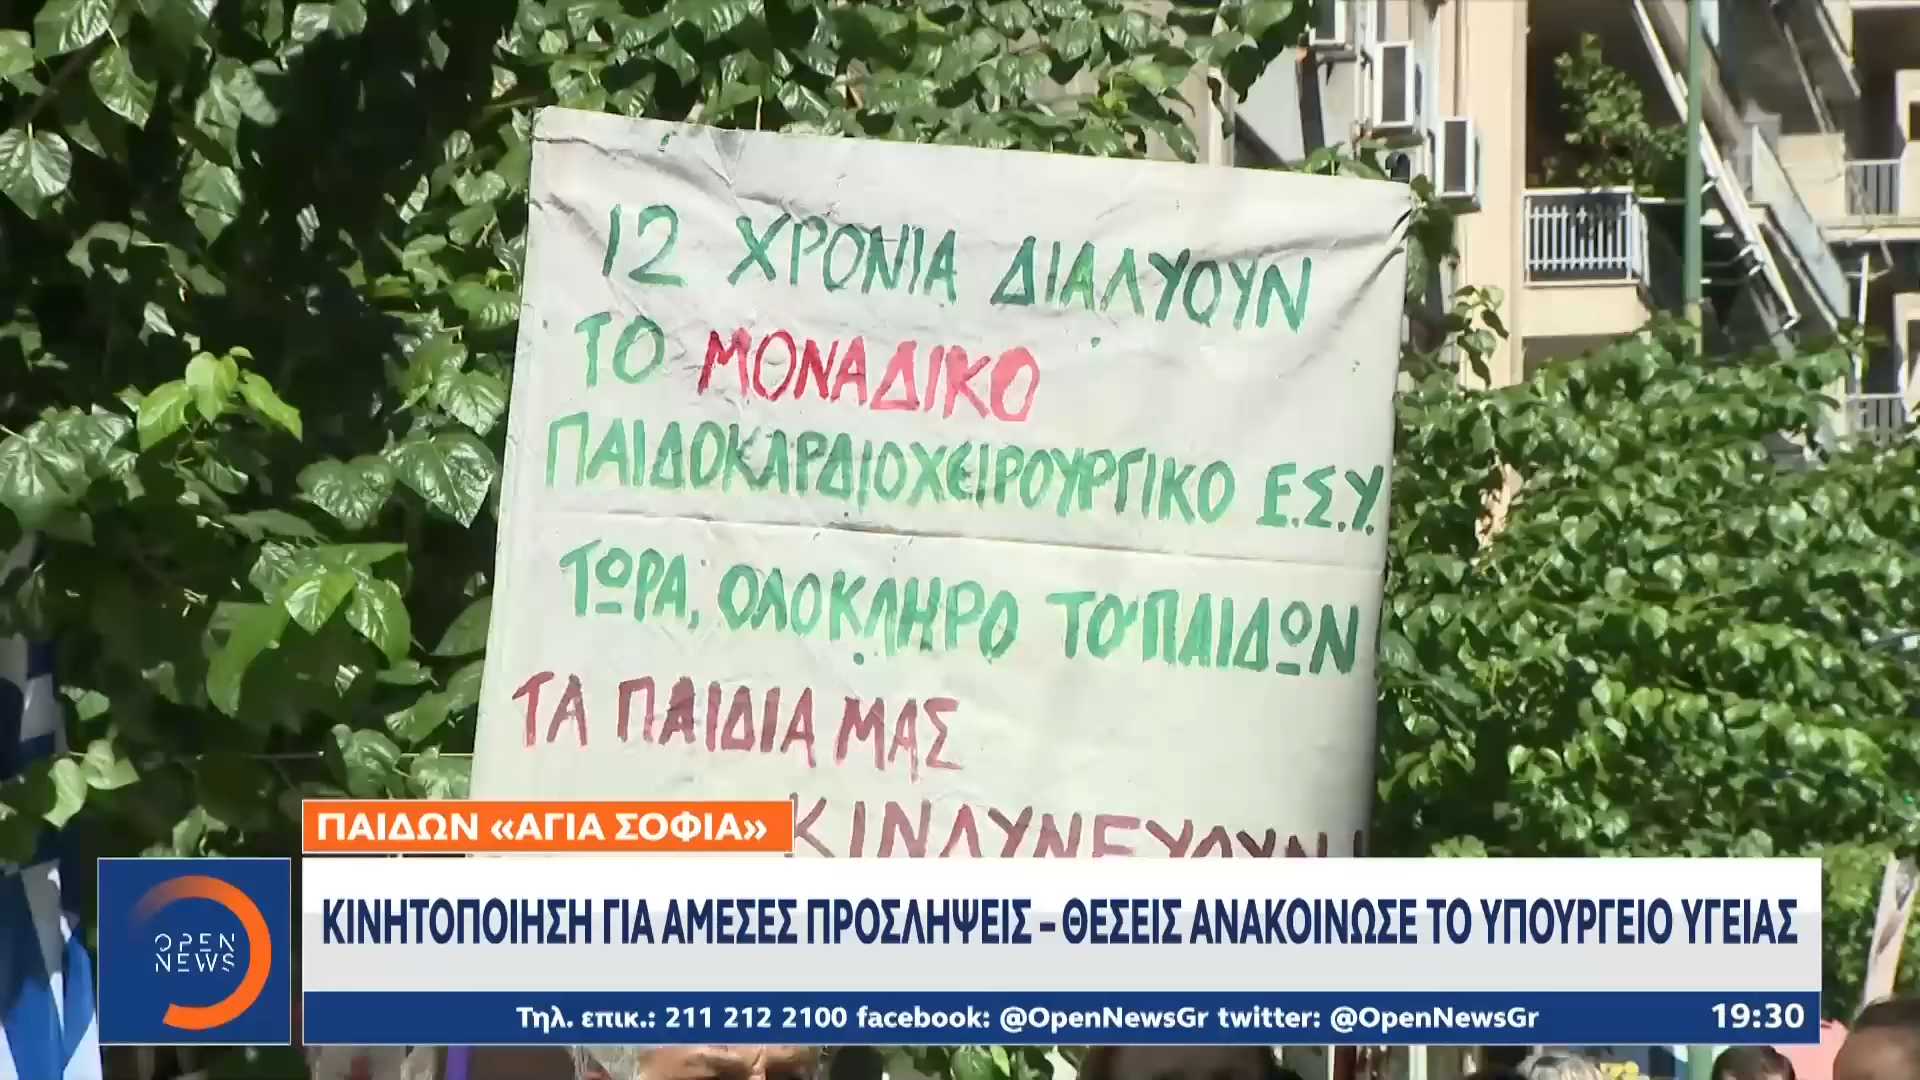 12 ΧΡΟΝΙΑ ΔΙΑΛΥΟΥΝ
ΤΟ ΜΟΝΑΔΙΚΟ
ΠΑΙΔΟΚΑΡΔΙΟΧΕΙΡΟΥΡΓΙΚΟ Ε.Σ.Υ.
ΤΩΡΑ, ΟΛΟΚΛΗΡΟ ΤΟ "ΠΑΙΔΩΝ
ΤΑ ΠΑΙΔΙΑ ΜΑΣ
ΚΙΝΔΥΝΕΥΟΥΝ!
ΠΑΙΔΩΝ «ΑΓΙΑ ΣΟΦΙΑ»
ΚΙΝΗΤΟΠΟΙΗΣΗ ΓΙΑ ΑΜΕΣΕΣ ΠΡΟΣΛΗΨΕΙΣ – ΘΕΣΕΙΣ ΑΝΑΚΟΙΝΩΣΕ ΤΟ ΥΠΟΥΡΓΕΙΟ ΥΓΕΙΑΣ
OPEN
NEWS
Τηλ. επικ.: 211 212 2100 facebook: @OpenNewsGr twitter: @OpenNewsGr 19:30